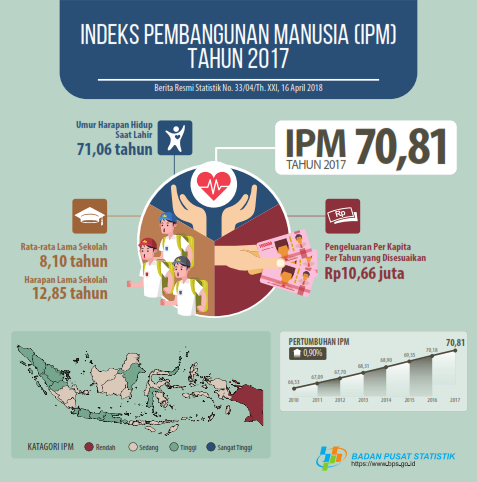 INDEKS PEMBANGUNAN MANUSIA (IPM)
TAHUN 2017
Berita Resmi Statistik No. 33/04/Th. XXI, 16 April 2018
Umur Harapan Hidup
Saat Lahir
71,06 tahun
IPM 70,81
TAHUN 2017
Rp
Rata-rata Lama Sekolah
8,10 tahun
Harapan Lama Sekolah
12,85 tahun
Pengeluaran Per Kapita
Per Tahun yang Disesuaikan
Rp10,66 juta
PERTUMBUHAN IPM
0,90%
66,53 67,09 67,70 68,31 68,90 69,55 70,18 70,81
2010 2011 2012 2013 2014 2015 2016 2017
KATAGORI IPM Rendah Sedang Tinggi Sangat Tinggi
BADAN PUSAT STATISTIK
https://www.bps.go.id